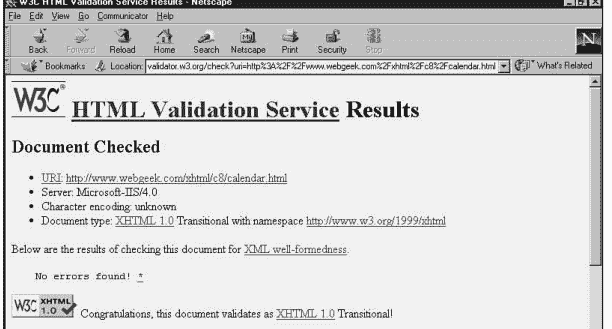 W3C HTML Validation Service Results - Netscape
File Edit View Go Communicator Help
Back Forward Reload Home Search Netscape Print Security Stop
N
Bookmarks Location: validator.w3.org/check?uri=http%3A%2F%2Fwww.webgeek.com%2Fxhtml%2Fc8%2Fcalendar.html What's Related
W3C® HTML Validation Service Results
Document Checked
• URI: http://www.webgeek.com/xhtml/c8/calendar.html
• Server: Microsoft-IIS/4.0
• Character encoding: unknown
• Document type: XHTML 1.0 Transitional with namespace http://www.w3.org/1999/xhtml
Below are the results of checking this document for XML well-formedness.
No errors found! *
W3C XHTML 1.0 Congratulations, this document validates as XHTML 1.0 Transitional!